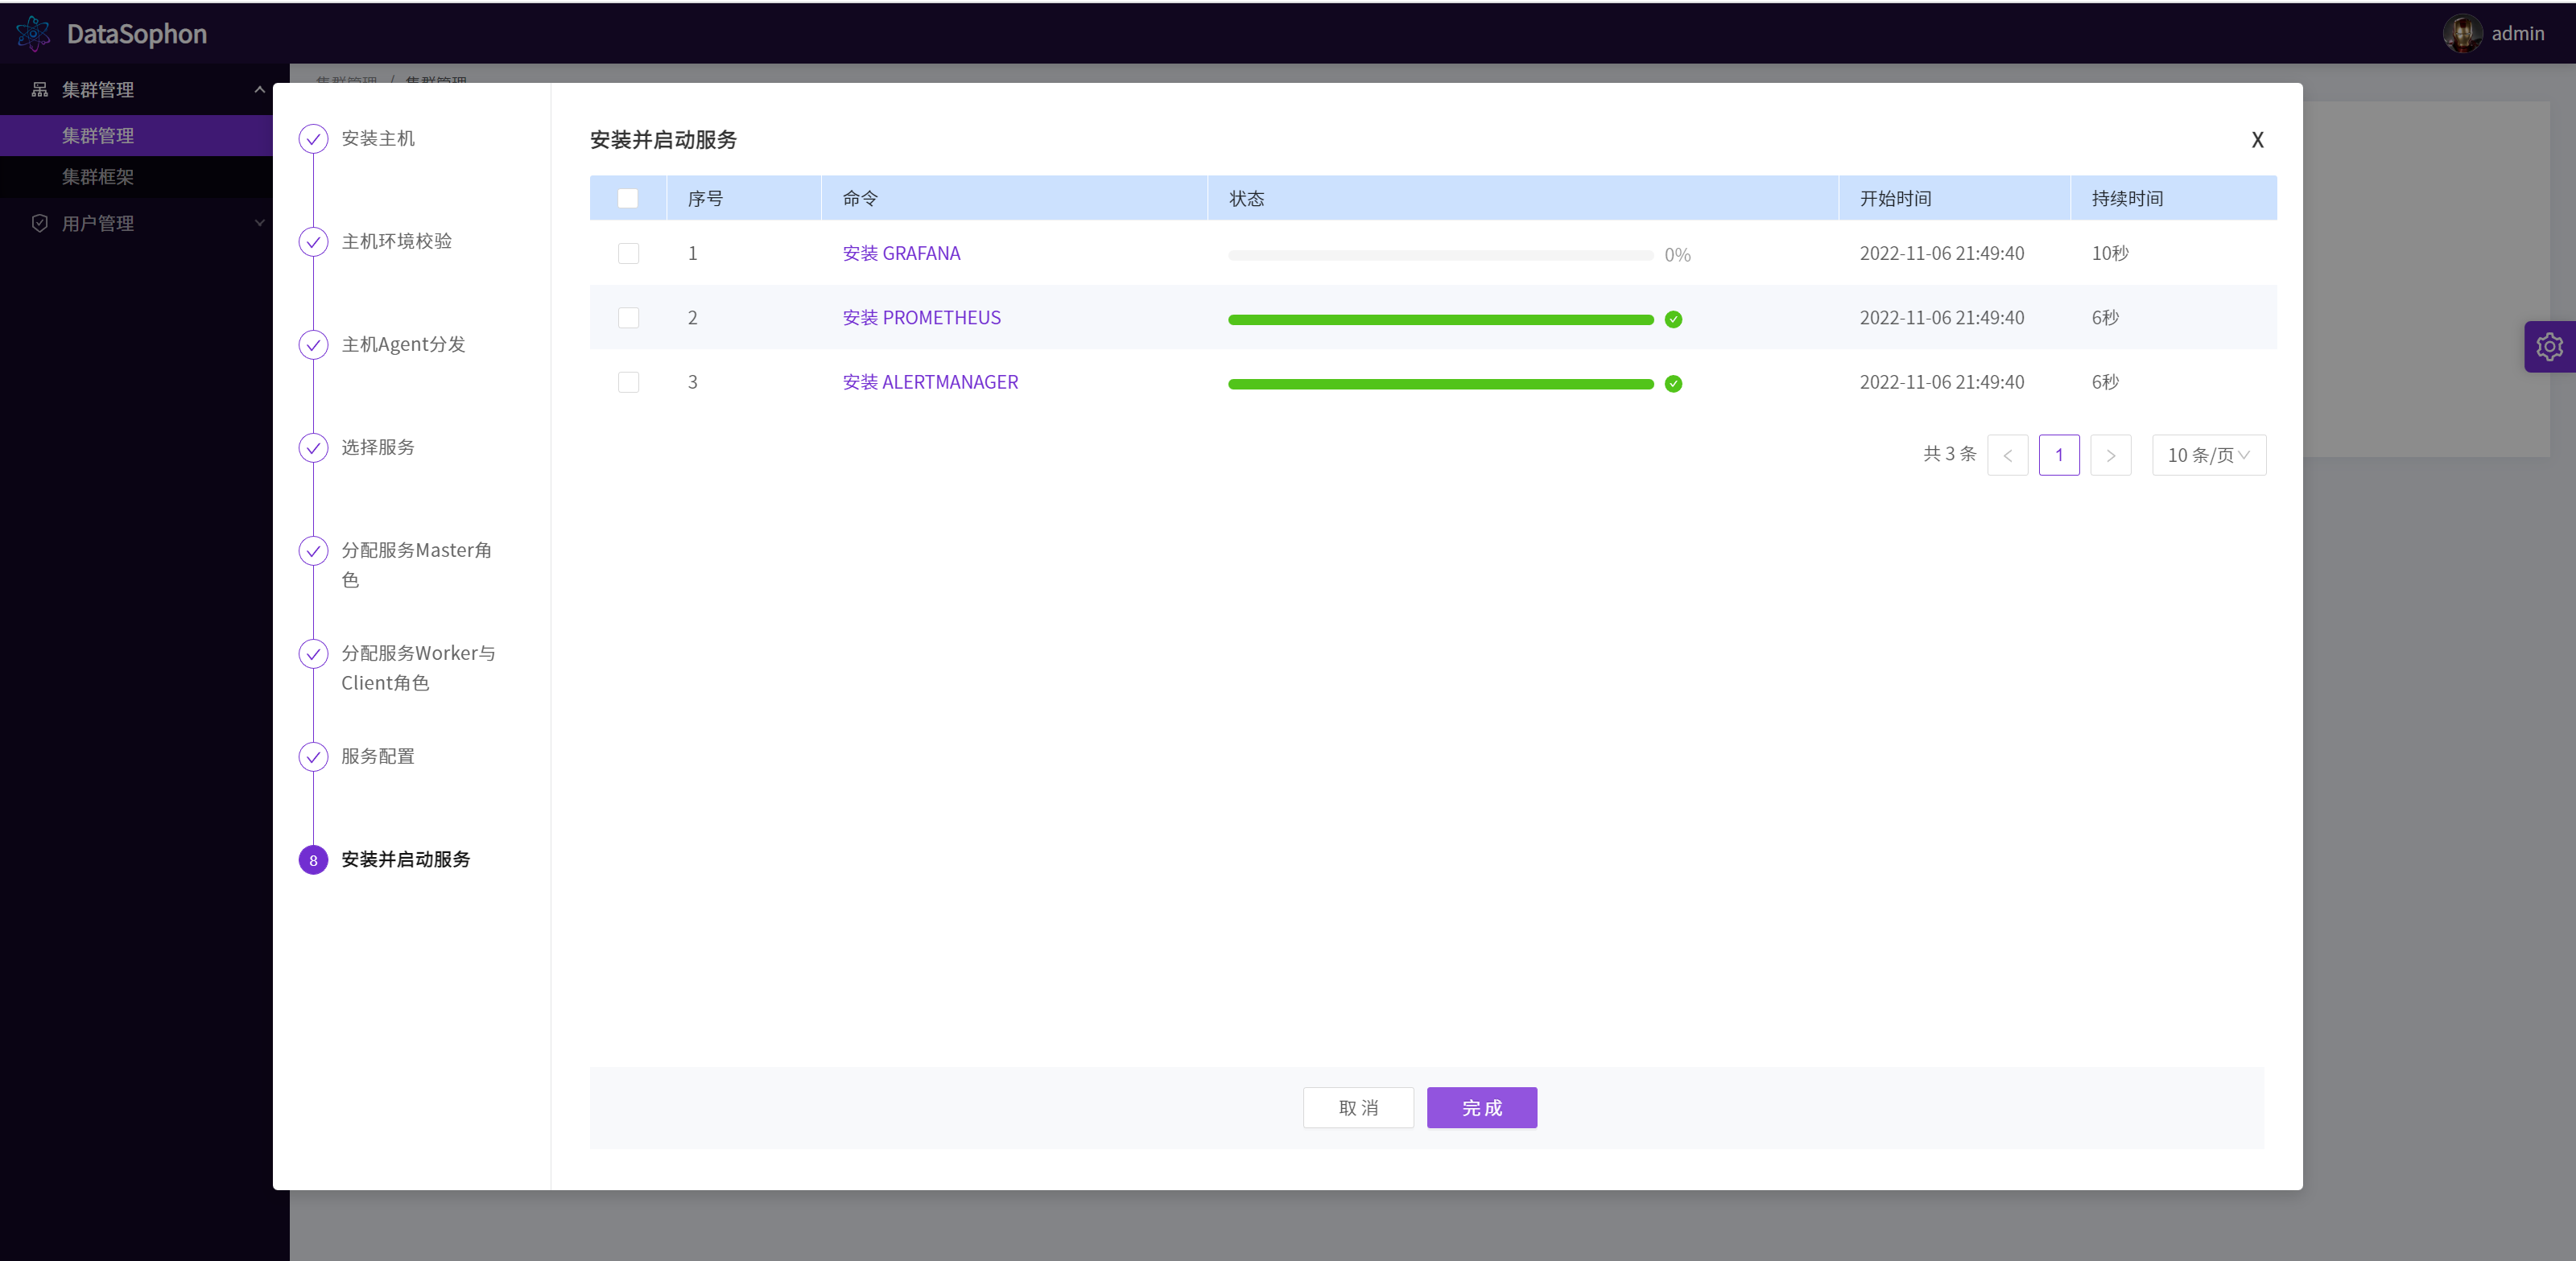 DataSophon
admin
集群管理
集群管理
集群框架
用户管理
集群管理 / 集群管理
安装主机
主机环境校验
主机Agent分发
选择服务
分配服务Master角
色
分配服务Worker与
Client角色
服务配置
8 安装并启动服务
安装并启动服务
X
序号 命令 状态 开始时间 持续时间
1 安装 GRAFANA 0% 2022-11-06 21:49:40 10秒
2 安装 PROMETHEUS 2022-11-06 21:49:40 6秒
3 安装 ALERTMANAGER 2022-11-06 21:49:40 6秒
共 3 条 < 1 > 10 条/页
取 消 完 成